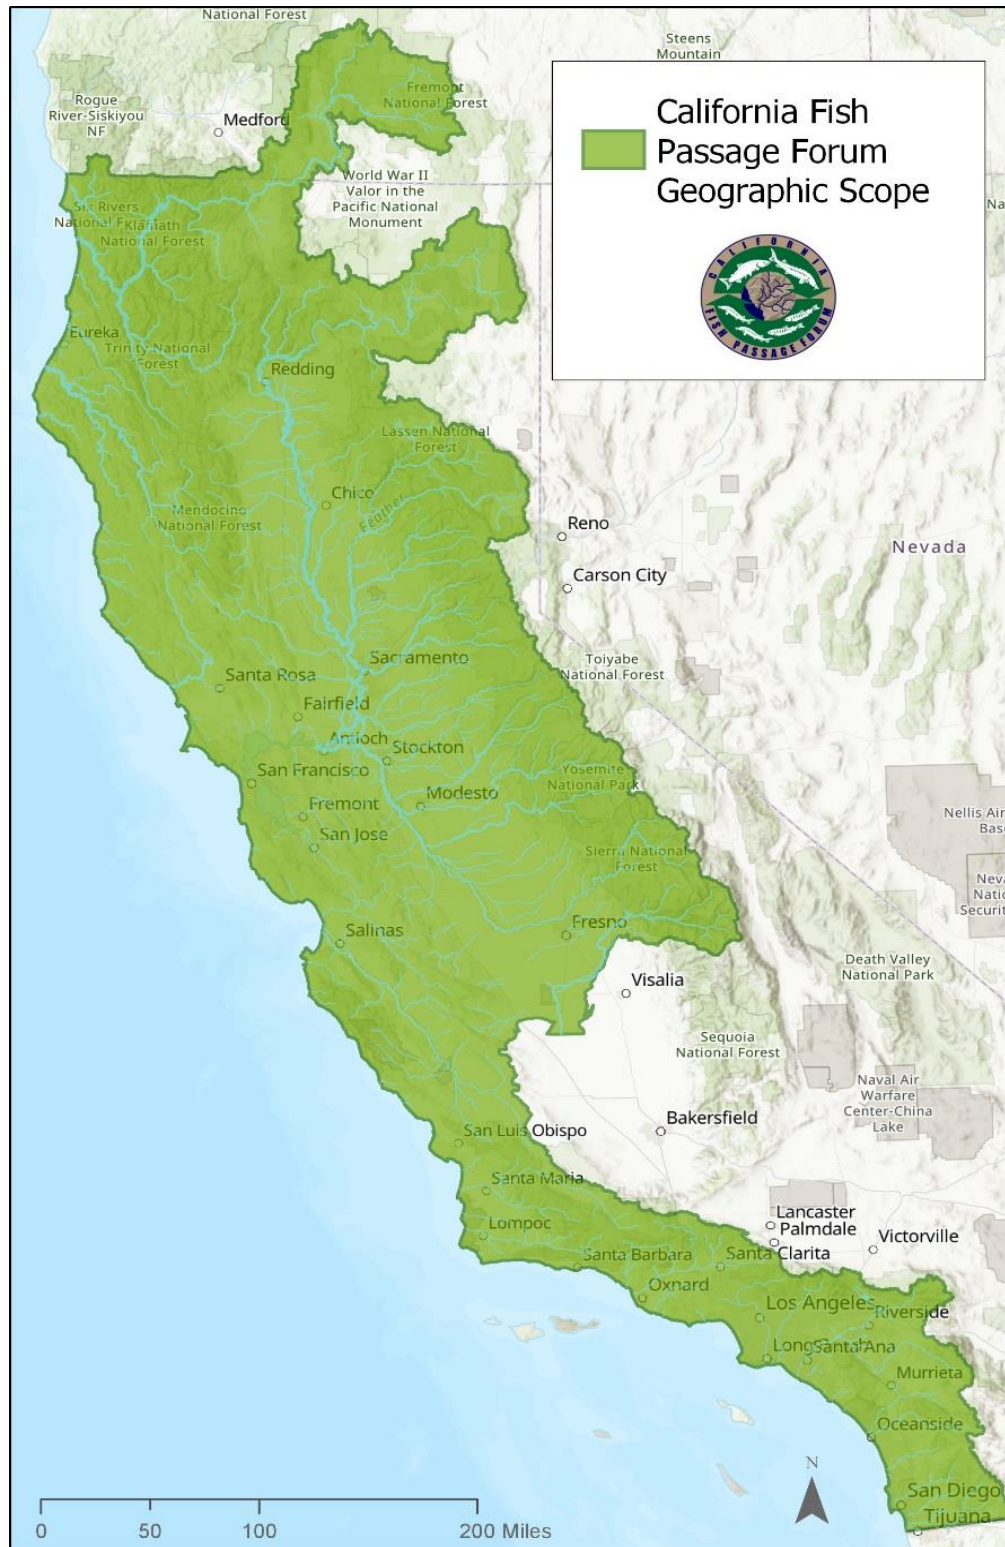 National Forest
Steens
Mountain
Rogue
River-Siskiyou
NF
Medford
Fremont
National Forest
California Fish
Passage Forum
Geographic Scope
CALIFORNIA
FISH PASSAGE FORUM
World War II
Valor in the
Pacific National
Monument
Six Rivers
National
Klamath
National Forest
Eureka
Trinity National
Forest
Redding
Lassen National
Forest
Chico
Feather
Mendocino
National Forest
Reno
Nevada
Carson City
Sacramento
Santa Rosa
Toiyabe
National Forest
Fairfield
Antioch
Stockton
San Francisco
Yosemite
National Park
Fremont
Modesto
Nellis Air
San Jose
Sierra National
Forest
Salinas
Fresno
Death Valley
National Park
Visalia
Sequoia
National Forest
Naval Air
Warfare
Center-China
Lake
Bakersfield
San Luis Obispo
Santa Maria
Lancaster
Palmdale
Lompoc
Victorville
Santa Barbara
Santa Clarita
Oxnard
Los Angeles
Riverside
Long
Santa Ana
Murrieta
Oceanside
N
San Diego
Tijuana
0 50 100 200 Miles